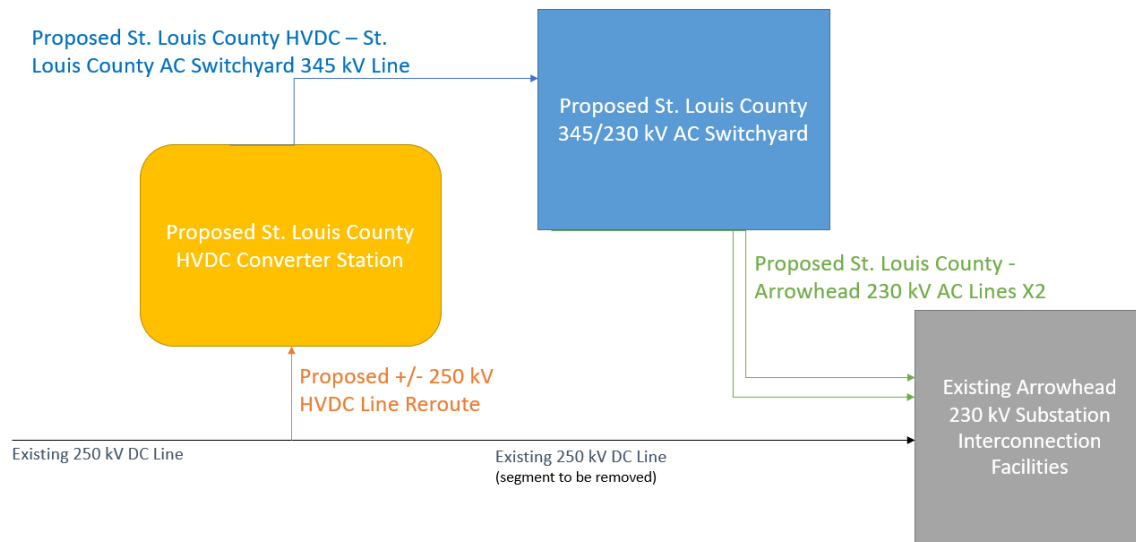 Proposed St. Louis County HVDC – St.
Louis County AC Switchyard 345 kV Line
Proposed St. Louis County
345/230 kV AC Switchyard
Proposed St. Louis County
HVDC Converter Station
Proposed St. Louis County -
Arrowhead 230 kV AC Lines X2
Proposed +/- 250 kV
HVDC Line Reroute
Existing Arrowhead
230 kV Substation
Interconnection
Facilities
Existing 250 kV DC Line
Existing 250 kV DC Line
(segment to be removed)